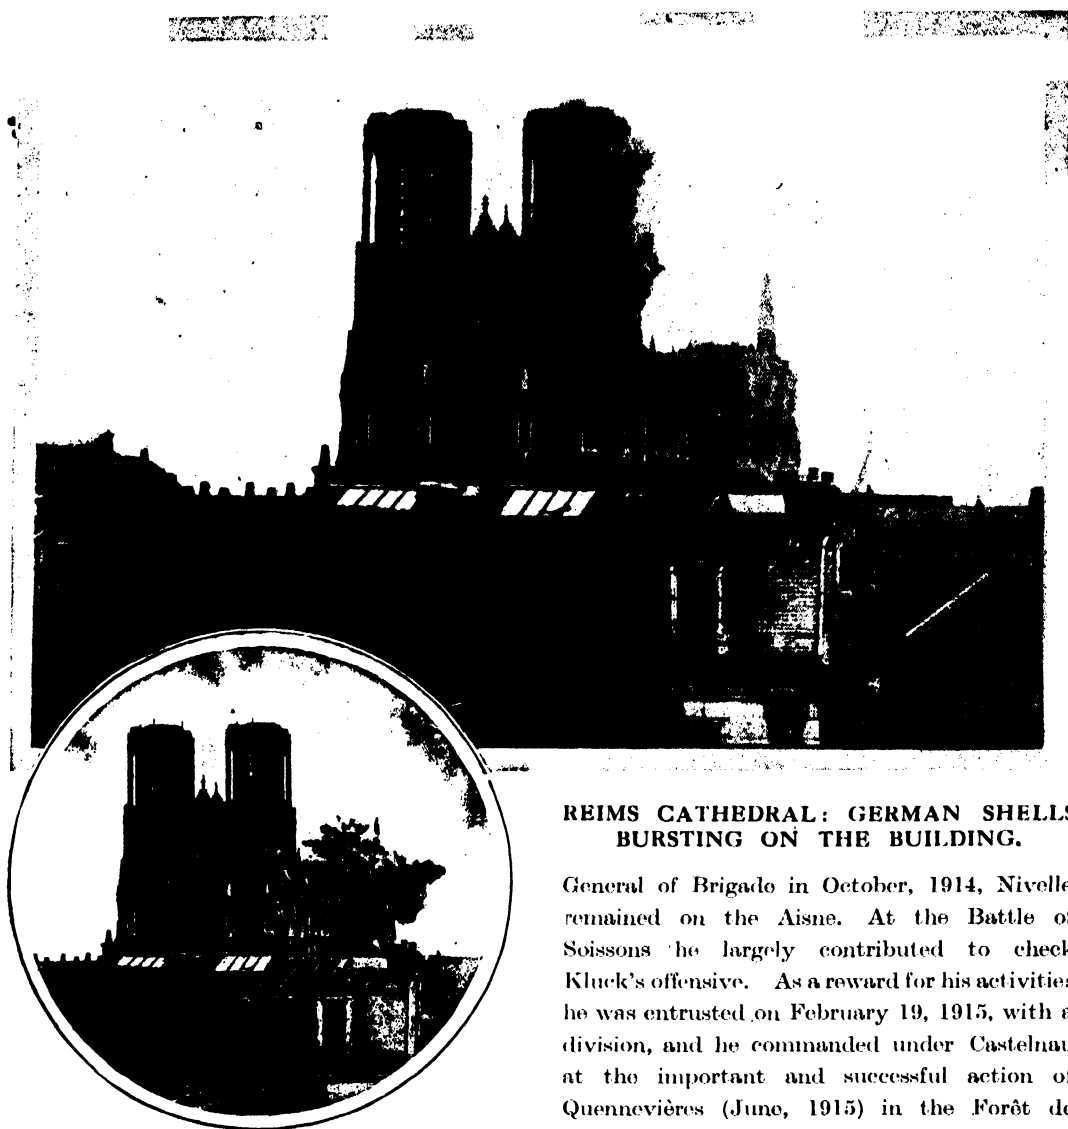 REIMS CATHEDRAL: GERMAN SHELLS
BURSTING ON THE BUILDING.
General of Brigade in October, 1914, Nivelle
remained on the Aisne. At the Battle of
Soissons he largely contributed to check
Kluck's offensive. As a reward for his activities
he was entrusted on February 19, 1915, with a
division, and he commanded under Castelnau
at the important and successful action of
Quennevières (June, 1915) in the Forêt de